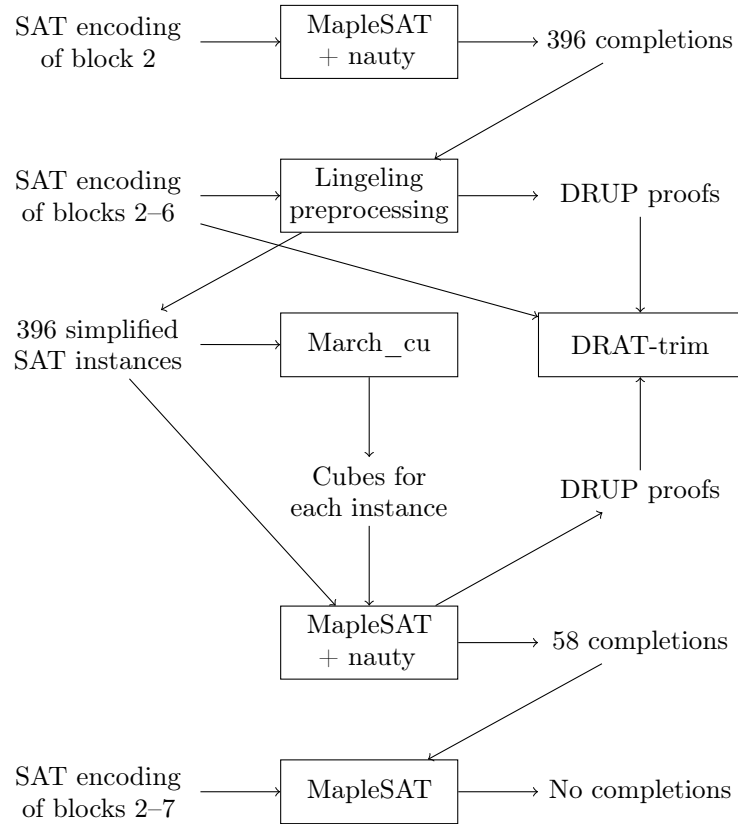 SAT encoding
of block 2
MapleSAT
+ nauty
396 completions
SAT encoding
of blocks 2–6
Lingeling
preprocessing
DRUP proofs
396 simplified
SAT instances
March_cu
DRAT-trim
Cubes for
each instance
DRUP proofs
MapleSAT
+ nauty
58 completions
SAT encoding
of blocks 2–7
MapleSAT
No completions